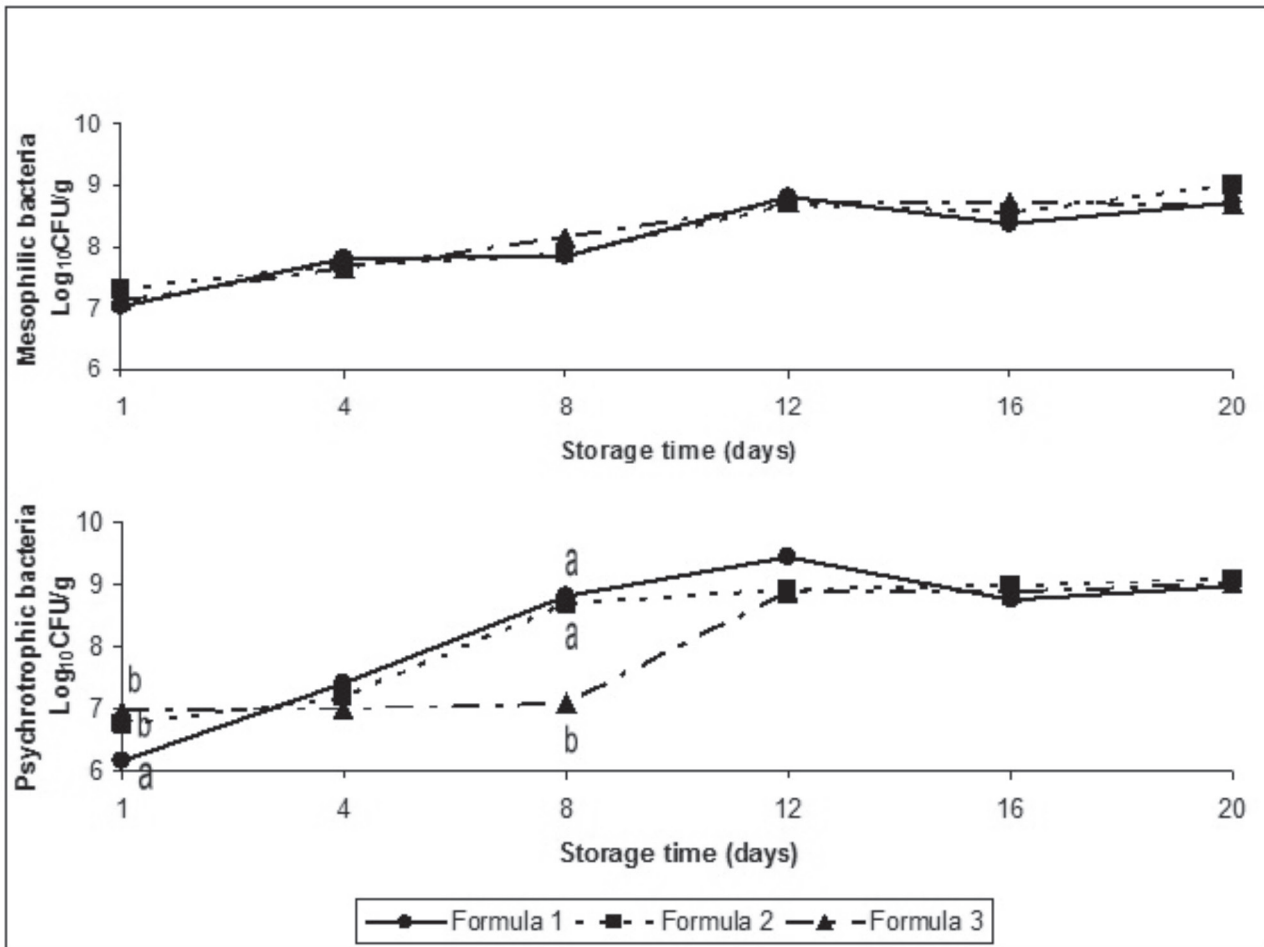 Mesophilic bacteria
Log₁₀CFU/g
10
9
8
7
6
1 4 8 12 16 20
Storage time (days)
Psychrotrophic bacteria
Log₁₀CFU/g
10
9
8
7
6
a
a
b
b
b
a
1 4 8 12 16 20
Storage time (days)
Formula 1 Formula 2 Formula 3